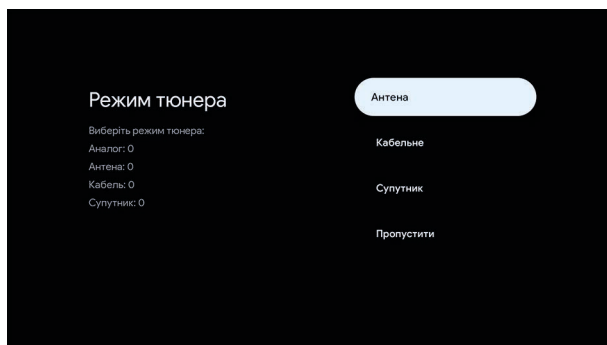 Режим тюнера
Виберіть режим тюнера:
Аналог: 0
Антена: 0
Кабель: 0
Супутник: 0
Антена
Кабельне
Супутник
Пропустити